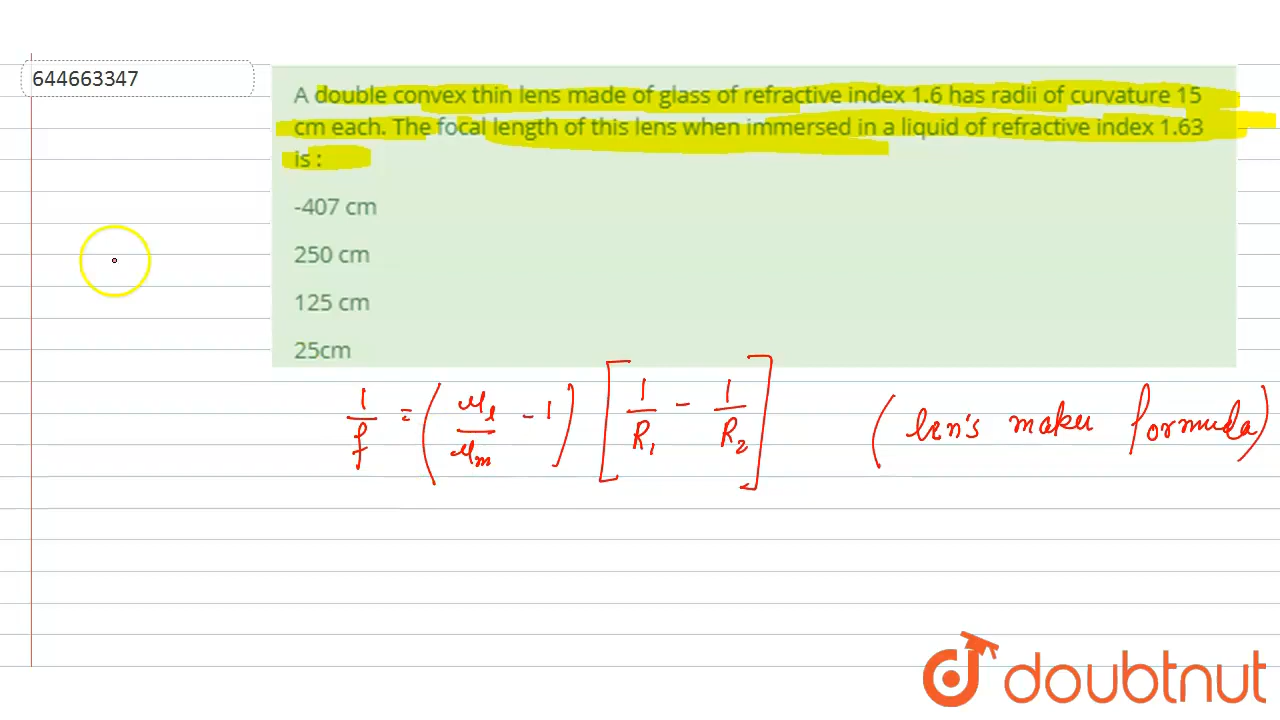 644663347
A double convex thin lens made of glass of refractive index 1.6 has radii of curvature 15
cm each. The focal length of this lens when immersed in a liquid of refractive index 1.63
is :
-407 cm
250 cm
125 cm
25cm
1/f = (μl/μm - 1) [1/R1 - 1/R2] (len's maker formula)
doubtnut